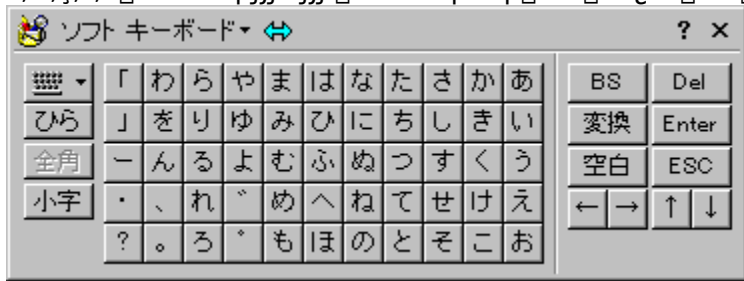 ソフト キーボード ? ×
「 わ ら や ま は な た さ か あ BS Del
ひら 」 を り ゆ み ひ に ち し き い 変換 Enter
全角 ー ん る よ む ふ ぬ つ す く う 空白 ESC
小字 ・ 、 れ ゛ め へ ね て せ け え ← → ↑ ↓
? 。 ろ ゜ も ほ の と そ こ お